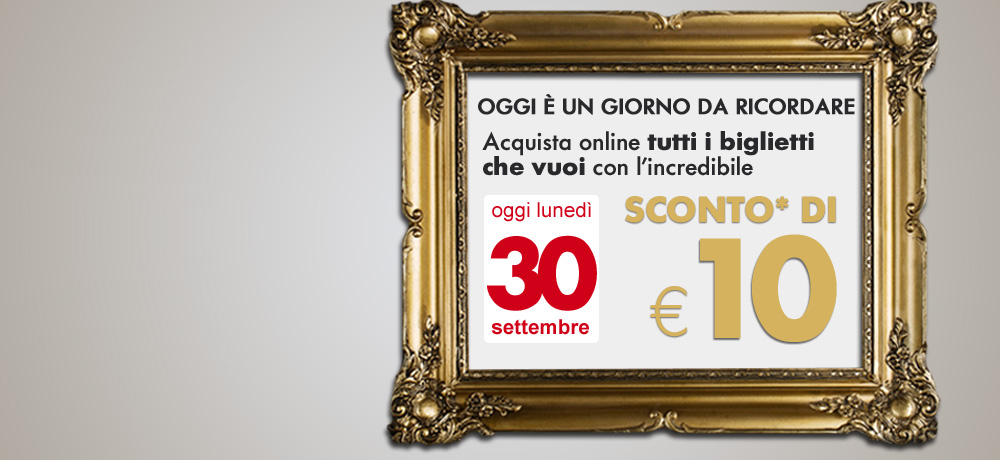 OGGI È UN GIORNO DA RICORDARE
Acquista online tutti i biglietti
che vuoi con l'incredibile
oggi lunedì
30
settembre
SCONTO* DI
€ 10